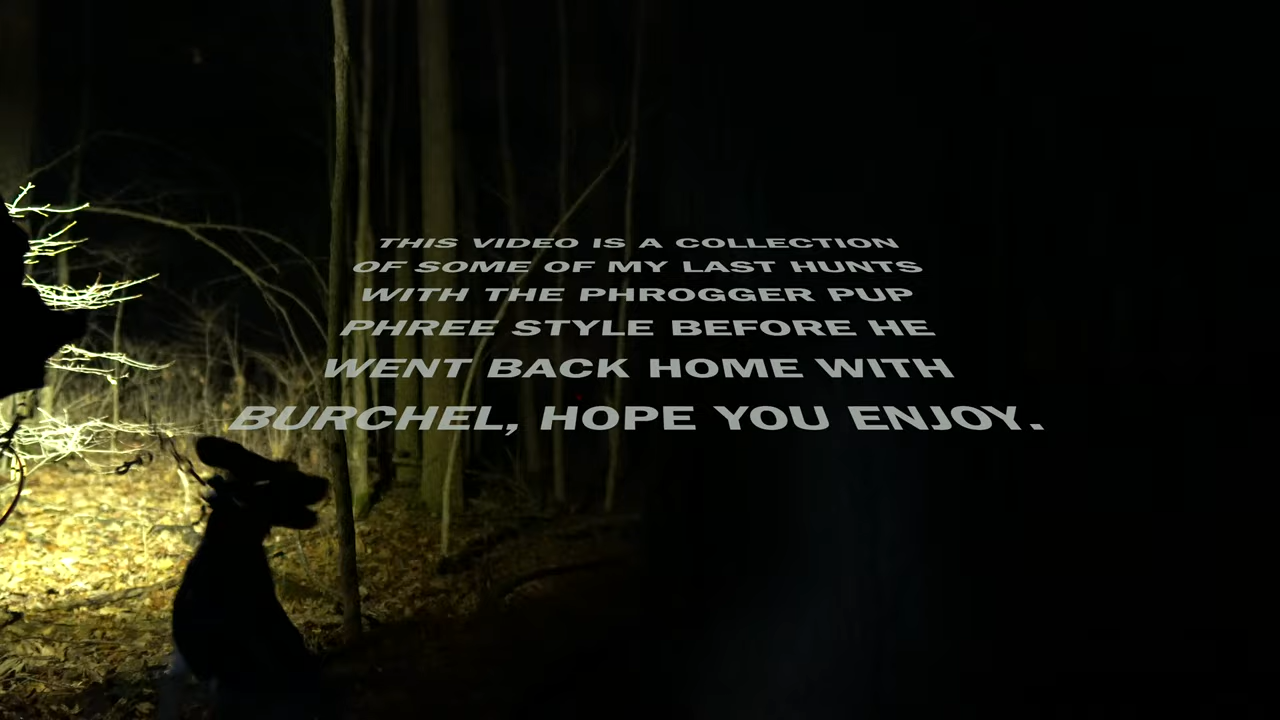 THIS VIDEO IS A COLLECTION
OF SOME OF MY LAST HUNTS
WITH THE PHROGGER PUP
PHREE STYLE BEFORE HE
WENT BACK HOME WITH
BURCHEL, HOPE YOU ENJOY.